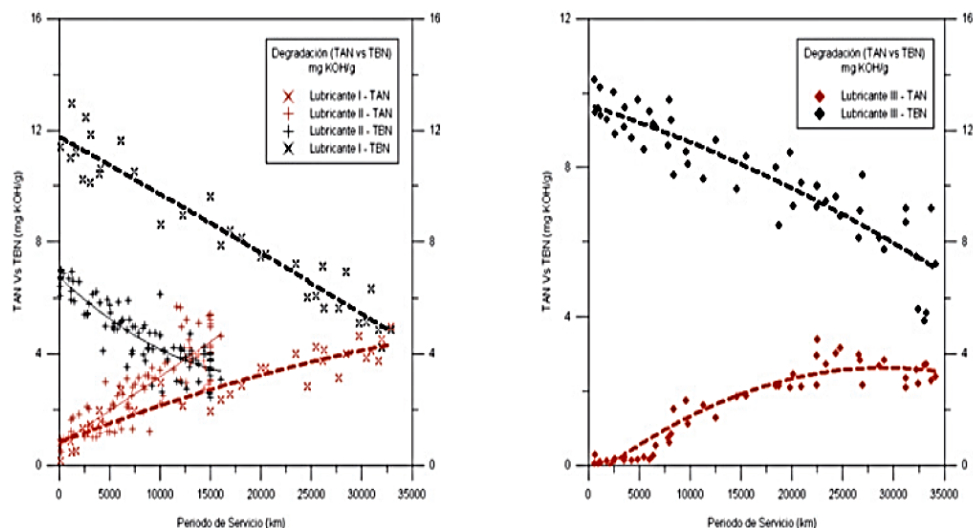 16
16
12
12
8
8
4
4
0
0
TAN Vs TBN (mg KOH/g)
Degradación (TAN vs TBN)
mg KOH/g
Lubricante I - TAN
Lubricante II - TAN
Lubricante II - TBN
Lubricante I - TBN
0 5000 10000 15000 20000 25000 30000 35000
Periodo de Servicio (km)
12
16
12
8
8
4
4
0
0
TAN Vs TBN (mg KOH/g)
Degradación (TAN vs TBN)
mg KOH/g
Lubricante III - TAN
Lubricante III - TBN
0 5000 10000 15000 20000 25000 30000 35000
Periodo de Servicio (km)